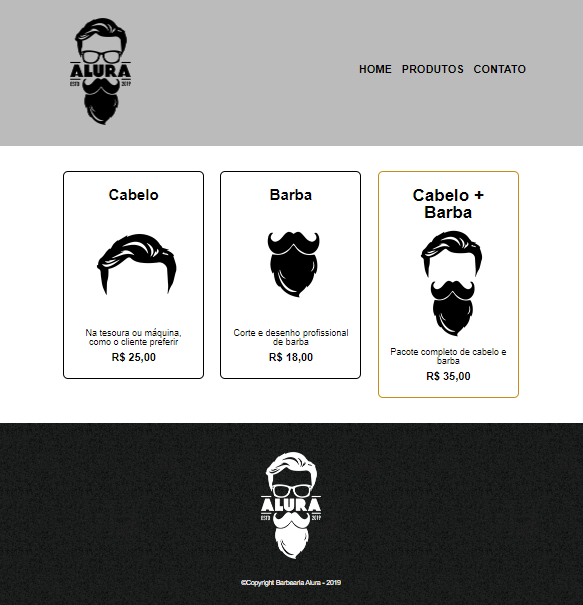 ALURA
ESTD 2019
HOME PRODUTOS CONTATO
Cabelo
Na tesoura ou máquina,
como o cliente preferir
R$ 25,00
Barba
Corte e desenho profissional
de barba
R$ 18,00
Cabelo +
Barba
Pacote completo de cabelo e
barba
R$ 35,00
ALURA
ESTD 2019
©Copyright Barbearia Alura - 2019